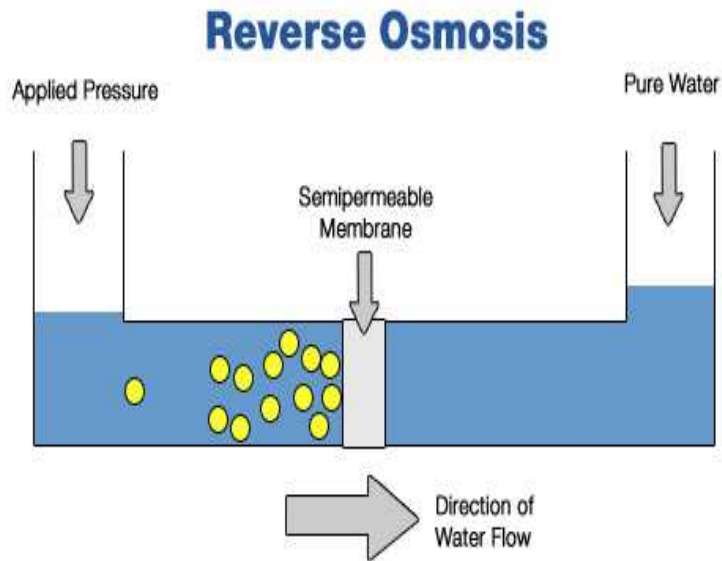 Reverse Osmosis
Applied Pressure
Pure Water
Semipermeable
Membrane
Direction of
Water Flow